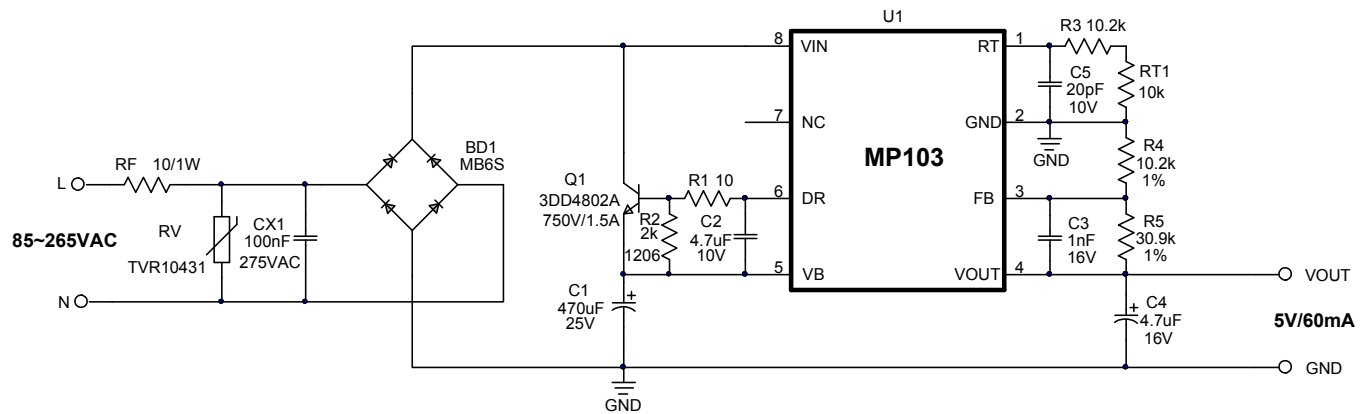 U1
R3 10.2k
8
VIN
RT
1
C5
20pF
10V
RT1
10k
7
NC
GND
2
GND
MP103
BD1
MB6S
RF 10/1W
L
R4
10.2k
1%
Q1
3DD4802A
750V/1.5A
R1 10
6
DR
FB
3
R2
2k
1206
C2
4.7uF
10V
C3
1nF
16V
R5
30.9k
1%
85~265VAC
RV
TVR10431
CX1
100nF
275VAC
5
VB
VOUT
4
VOUT
N
C1
470uF
25V
+
+
C4
4.7uF
16V
5V/60mA
GND
GND